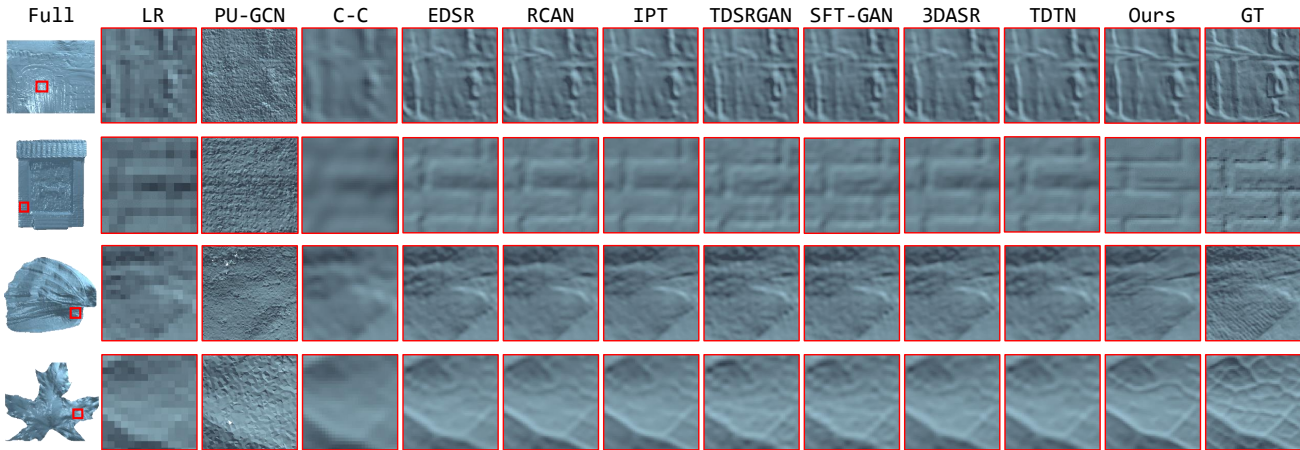 Full LR PU-GCN C-C EDSR RCAN IPT TDSRGAN SFT-GAN 3DASR TDTN Ours GT